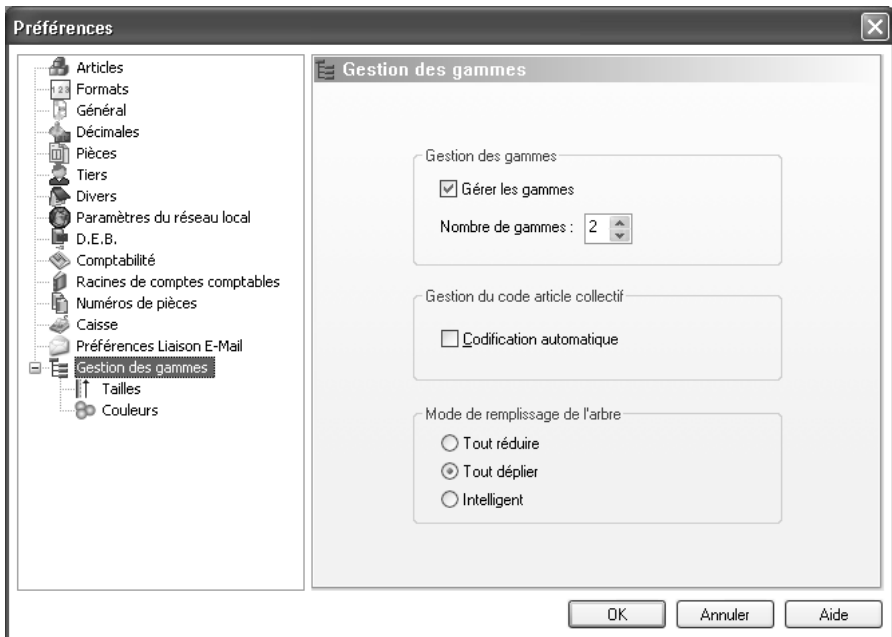 Préférences
Articles
Formats
Général
Décimales
Pièces
Tiers
Divers
Paramètres du réseau local
D.E.B.
Comptabilité
Racines de comptes comptables
Numéros de pièces
Caisse
Préférences Liaison E-Mail
Gestion des gammes
Tailles
Couleurs
Gestion des gammes
Gestion des gammes
Gérer les gammes
Nombre de gammes : 2
Gestion du code article collectif
Codification automatique
Mode de remplissage de l'arbre
Tout réduire
Tout déplier
Intelligent
OK Annuler Aide